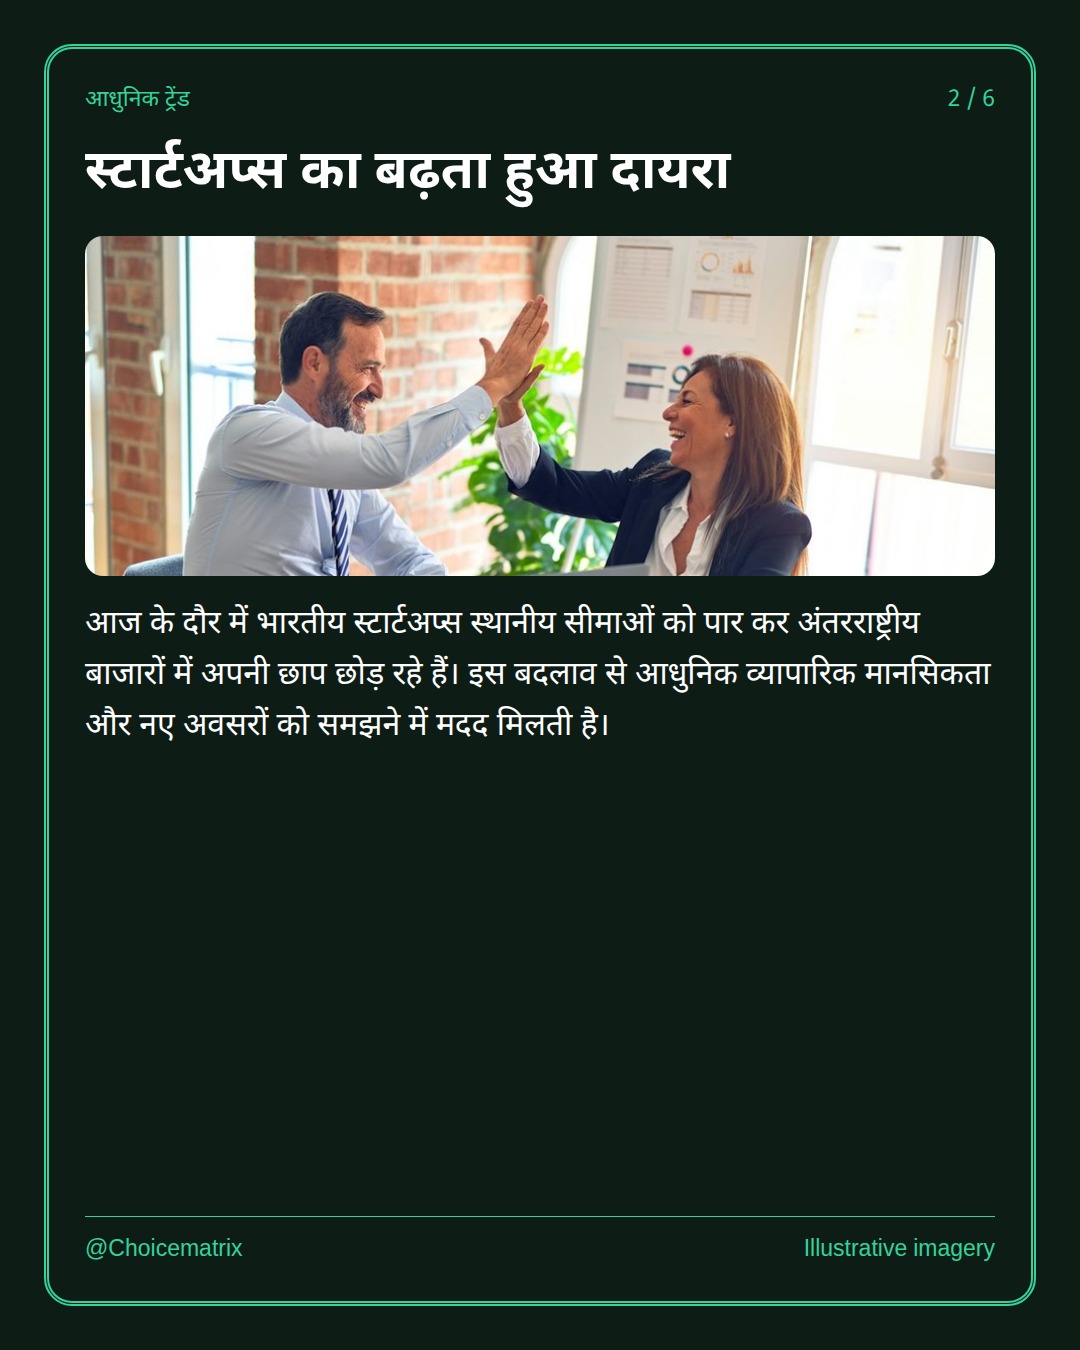 आधुनिक ट्रेंड
2 / 6
स्टार्टअप्स का बढ़ता हुआ दायरा
आज के दौर में भारतीय स्टार्टअप्स स्थानीय सीमाओं को पार कर अंतरराष्ट्रीय
बाजारों में अपनी छाप छोड़ रहे हैं। इस बदलाव से आधुनिक व्यापारिक मानसिकता
और नए अवसरों को समझने में मदद मिलती है।
@Choicematrix
Illustrative imagery